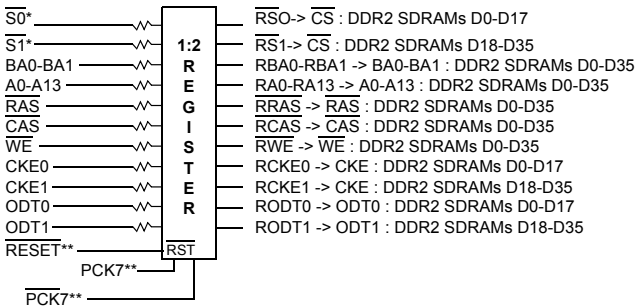 S0* RSO-> CS : DDR2 SDRAMs D0-D17
S1* 1:2 RS1-> CS : DDR2 SDRAMs D18-D35
BA0-BA1 R RBA0-RBA1 -> BA0-BA1 : DDR2 SDRAMs D0-D35
A0-A13 E RA0-RA13 -> A0-A13 : DDR2 SDRAMs D0-D35
RAS G RRAS -> RAS : DDR2 SDRAMs D0-D35
CAS I RCAS -> CAS : DDR2 SDRAMs D0-D35
WE S RWE -> WE : DDR2 SDRAMs D0-D35
CKE0 T RCKE0 -> CKE : DDR2 SDRAMs D0-D17
CKE1 E RCKE1 -> CKE : DDR2 SDRAMs D18-D35
ODT0 R RODT0 -> ODT0 : DDR2 SDRAMs D0-D17
ODT1 RODT1 -> ODT1 : DDR2 SDRAMs D18-D35
RESET** RST
PCK7**
PCK7**